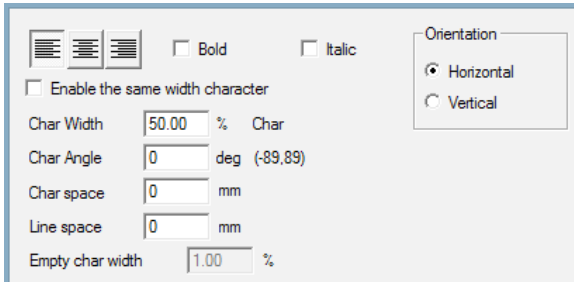 Bold Italic
Orientation
Horizontal
Vertical
Enable the same width character
Char Width 50.00 % Char
Char Angle 0 deg (-89,89)
Char space 0 mm
Line space 0 mm
Empty char width 1.00 %